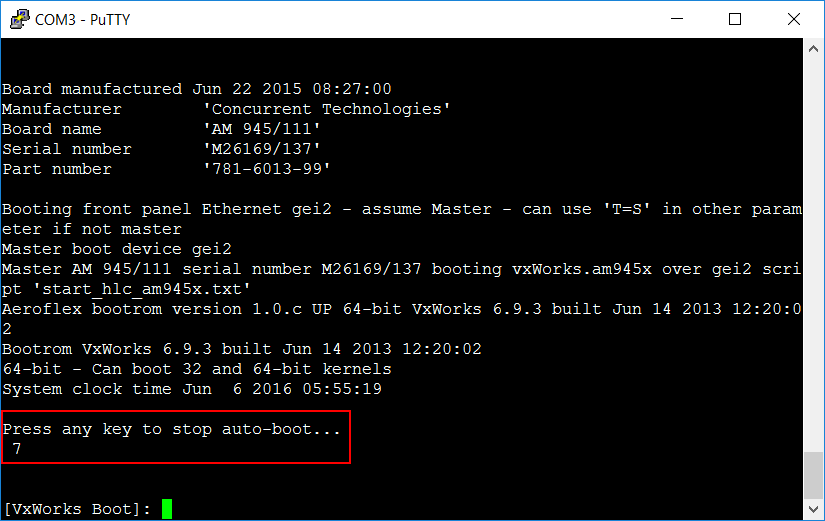 COM3 - PuTTY
Board manufactured Jun 22 2015 08:27:00
Manufacturer 'Concurrent Technologies'
Board name 'AM 945/111'
Serial number 'M26169/137'
Part number '781-6013-99'
Booting front panel Ethernet gei2 - assume Master - can use 'T=S' in other param
eter if not master
Master boot device gei2
Master AM 945/111 serial number M26169/137 booting vxWorks.am945x over gei2 scri
pt 'start_hlc_am945x.txt'
Aeroflex bootrom version 1.0.c UP 64-bit VxWorks 6.9.3 built Jun 14 2013 12:20:0
2
Bootrom VxWorks 6.9.3 built Jun 14 2013 12:20:02
64-bit - Can boot 32 and 64-bit kernels
System clock time Jun  6 2016 05:55:19
Press any key to stop auto-boot...
7
[VxWorks Boot]: